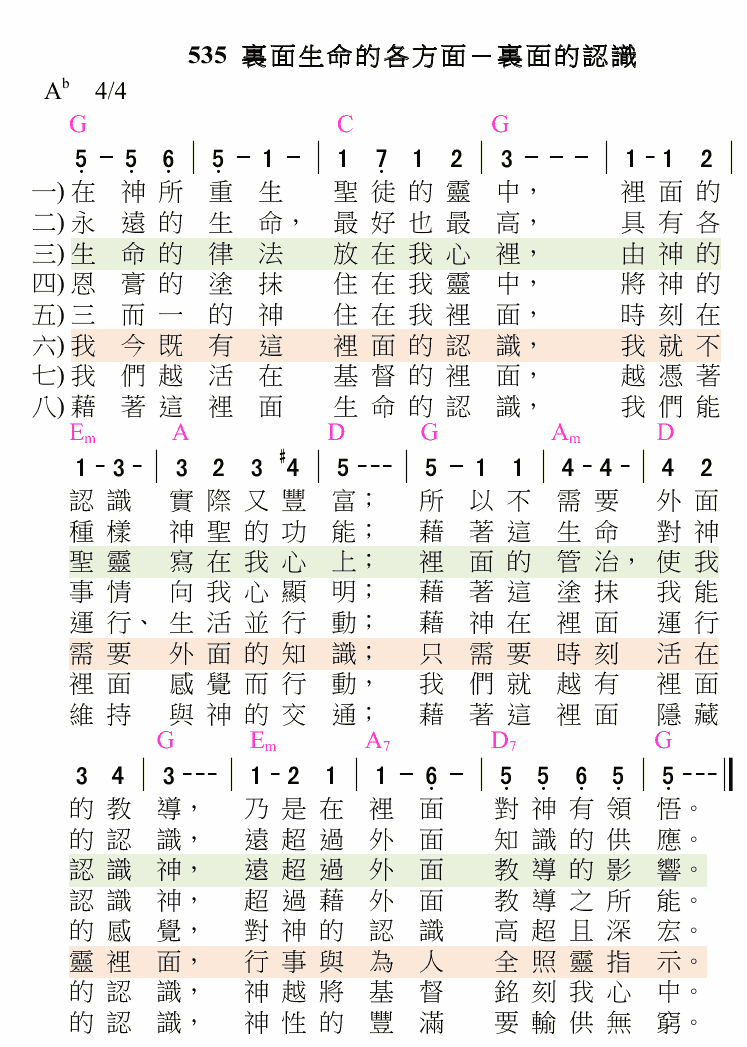 535 裏面生命的各方面－裏面的認識
A♭ 4/4
G C G
5̣ - 5̣ 6̣ | 5̣ - 1 - | 1 7̣ 1 2 | 3 - - - | 1 - 1 2 |
一) 在神所重生 聖徒的靈中， 裡面的
二) 永遠的生命， 最好也最高， 具有各
三) 生命的律法 放在我心裡， 由神的
四) 恩膏的塗抹 住在我靈中， 將神的
五) 三而一的神 住在我裡面， 時刻在
六) 我今既有這 裡面的認識， 我就不
七) 我們越活在 基督的裡面， 越憑著
八) 藉著這裡面 生命的認識， 我們能
Em A D G Am D
1 - 3 - | 3 2 3 #4 | 5 - - - | 5 - 1 1 | 4 - 4 - | 4 2
認識 實際又豐富； 所以不需要 外面
種樣 神聖的功能； 藉著這生命 對神
聖靈 寫在我心上； 裡面的管治， 使我
事情 向我心顯明； 藉著這塗抹 我能
運行、 生活並行動； 藉神在裡面 運行
需要 外面的知識； 只需要時刻 活在
裡面 感覺而行動， 我們就越有 裡面
維持 與神的交通； 藉著這裡面 隱藏
G Em A7 D7 G
3 4 | 3 - - - | 1 - 2 1 | 1 - 6̣ - | 5̣ 5̣ 6̣ 5̣ | 5̣ - - - ||
的教導， 乃是在裡面 對神有領悟。
的認識， 遠超過外面 知識的供應。
認識神， 遠超過外面 教導的影響。
認識神， 超過藉外面 教導之所能。
的感覺， 對神的認識 高超且深宏。
靈裡面， 行事與為人 全照靈指示。
的認識， 神越將基督 銘刻我心中。
的認識， 神性的豐滿 要輸供無窮。